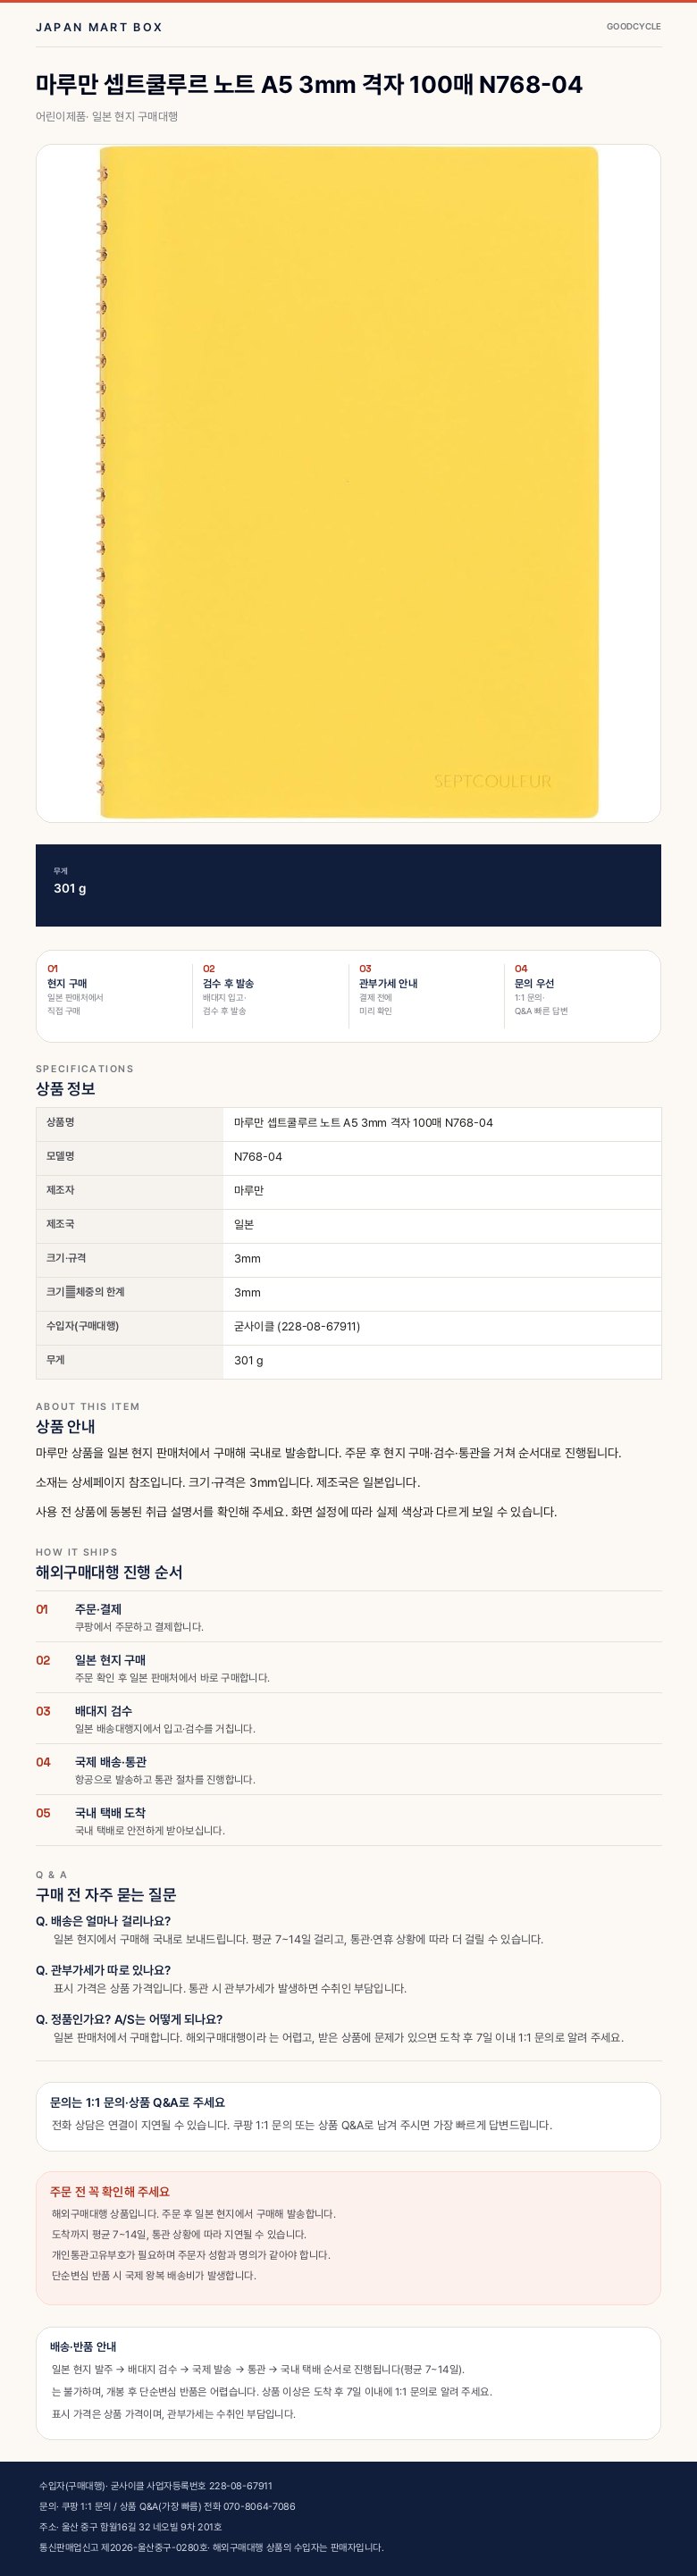 JAPAN MART BOX
GOODCYCLE
마루만 셉트쿨루르 노트 A5 3mm 격자 100매 N768-04
어린이제품· 일본 현지 구매대행
SEPTCOULEUR
무게
301 g
01
현지 구매
일본 판매처에서
직접 구매
02
검수 후 발송
배대지 입고·
검수 후 발송
03
관부가세 안내
결제 전에
미리 확인
04
문의 우선
1:1 문의·
Q&A 빠른 답변
SPECIFICATIONS
상품 정보
상품명 마루만 셉트쿨루르 노트 A5 3mm 격자 100매 N768-04
모델명 N768-04
제조자 마루만
제조국 일본
크기·규격 3mm
크기▒체중의 한계 3mm
수입자(구매대행) 굳사이클 (228-08-67911)
무게 301 g
ABOUT THIS ITEM
상품 안내
마루만 상품을 일본 현지 판매처에서 구매해 국내로 발송합니다. 주문 후 현지 구매·검수·통관을 거쳐 순서대로 진행됩니다.
소재는 상세페이지 참조입니다. 크기·규격은 3mm입니다. 제조국은 일본입니다.
사용 전 상품에 동봉된 취급 설명서를 확인해 주세요. 화면 설정에 따라 실제 색상과 다르게 보일 수 있습니다.
HOW IT SHIPS
해외구매대행 진행 순서
01 주문·결제
쿠팡에서 주문하고 결제합니다.
02 일본 현지 구매
주문 확인 후 일본 판매처에서 바로 구매합니다.
03 배대지 검수
일본 배송대행지에서 입고·검수를 거칩니다.
04 국제 배송·통관
항공으로 발송하고 통관 절차를 진행합니다.
05 국내 택배 도착
국내 택배로 안전하게 받아보십니다.
Q & A
구매 전 자주 묻는 질문
Q. 배송은 얼마나 걸리나요?
일본 현지에서 구매해 국내로 보내드립니다. 평균 7~14일 걸리고, 통관·연휴 상황에 따라 더 걸릴 수 있습니다.
Q. 관부가세가 따로 있나요?
표시 가격은 상품 가격입니다. 통관 시 관부가세가 발생하면 수취인 부담입니다.
Q. 정품인가요? A/S는 어떻게 되나요?
일본 판매처에서 구매합니다. 해외구매대행이라 는 어렵고, 받은 상품에 문제가 있으면 도착 후 7일 이내 1:1 문의로 알려 주세요.
문의는 1:1 문의·상품 Q&A로 주세요
전화 상담은 연결이 지연될 수 있습니다. 쿠팡 1:1 문의 또는 상품 Q&A로 남겨 주시면 가장 빠르게 답변드립니다.
주문 전 꼭 확인해 주세요
해외구매대행 상품입니다. 주문 후 일본 현지에서 구매해 발송합니다.
도착까지 평균 7~14일, 통관 상황에 따라 지연될 수 있습니다.
개인통관고유부호가 필요하며 주문자 성함과 명의가 같아야 합니다.
단순변심 반품 시 국제 왕복 배송비가 발생합니다.
배송·반품 안내
일본 현지 발주 → 배대지 검수 → 국제 발송 → 통관 → 국내 택배 순서로 진행됩니다(평균 7~14일).
는 불가하며, 개봉 후 단순변심 반품은 어렵습니다. 상품 이상은 도착 후 7일 이내에 1:1 문의로 알려 주세요.
표시 가격은 상품 가격이며, 관부가세는 수취인 부담입니다.
수입자(구매대행)· 굳사이클 사업자등록번호 228-08-67911
문의· 쿠팡 1:1 문의 / 상품 Q&A(가장 빠름) 전화 070-8064-7086
주소· 울산 중구 함월16길 32 네오빌 9차 201호
통신판매업신고 제2026-울산중구-0280호· 해외구매대행 상품의 수입자는 판매자입니다.